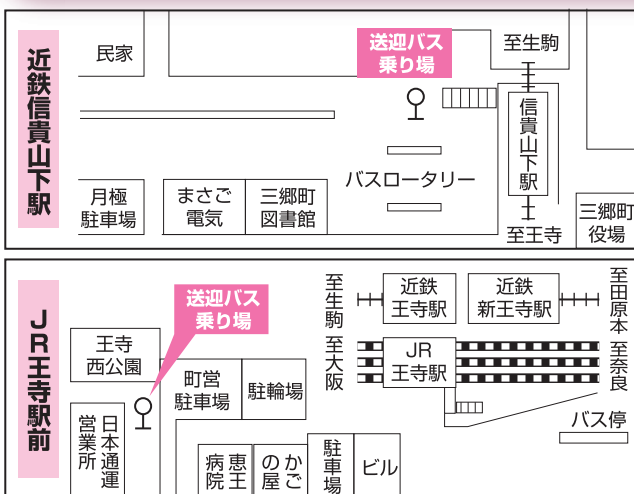 近鉄信貴山下駅
民家
送迎バス
乗り場
至生駒
信貴山下駅
バスロータリー
月極
駐車場
まさご
電気
三郷町
図書館
至王寺
三郷町
役場
JR王寺駅前
送迎バス
乗り場
至生駒
近鉄
王寺駅
近鉄
新王寺駅
至田原本
至大阪
JR
王寺駅
至奈良
王寺
西公園
町営
駐車場
駐輪場
バス停
日本通運
営業所
恵王
病院
かご
の屋
駐車場
ビル